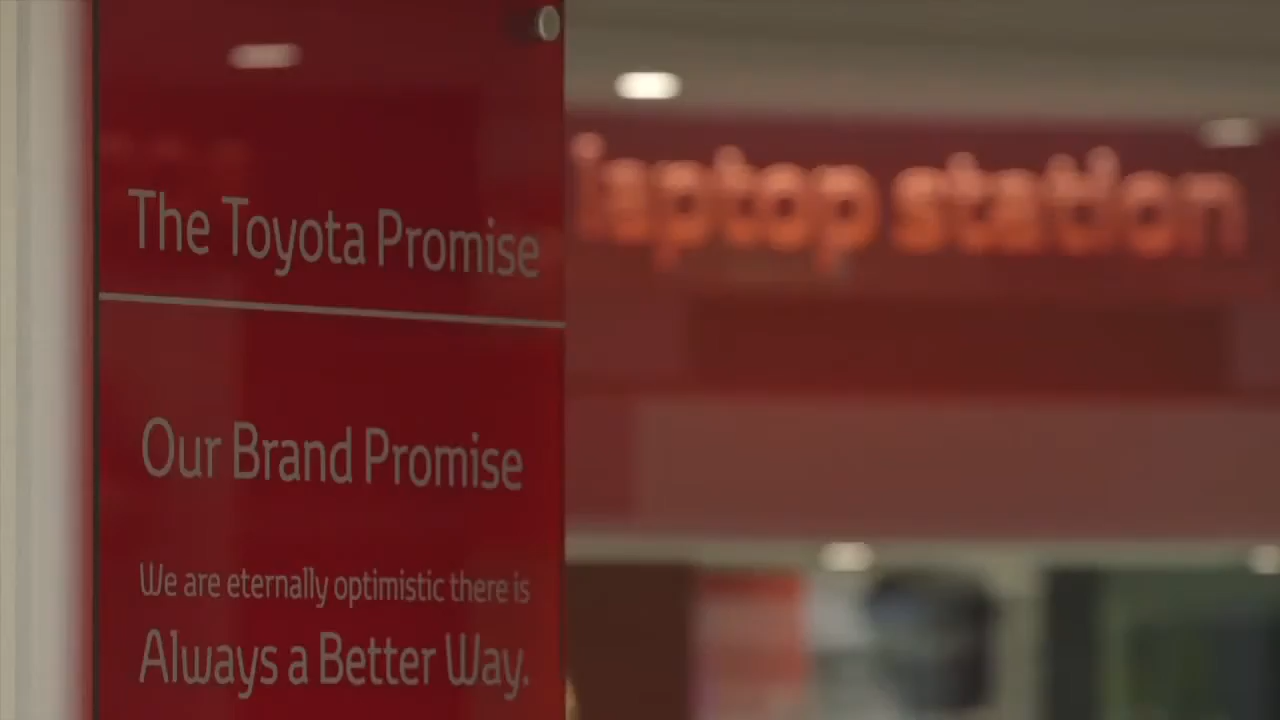 The Toyota Promise
Our Brand Promise
We are eternally optimistic there is
Always a Better Way.
laptop station